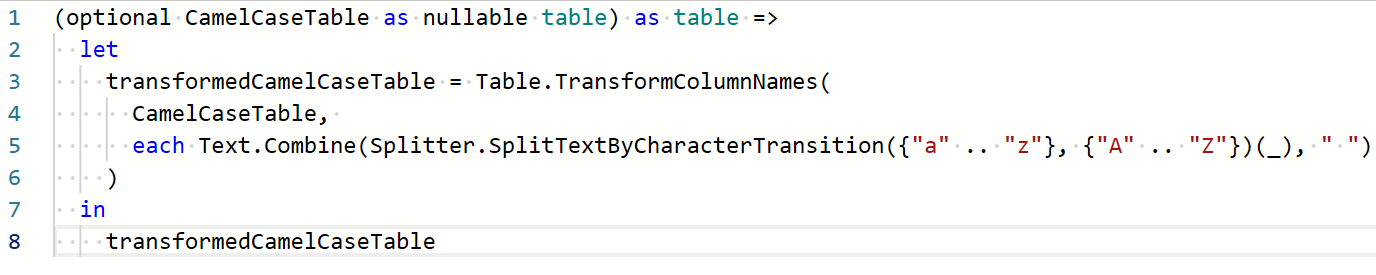 1 (optional CamelCaseTable as nullable table) as table =>
2 let
3 transformedCamelCaseTable = Table.TransformColumnNames(
4 CamelCaseTable,
5 each Text.Combine(Splitter.SplitTextByCharacterTransition({"a" .. "z"}, {"A" .. "Z"})(_), " ")
6 )
7 in
8 transformedCamelCaseTable